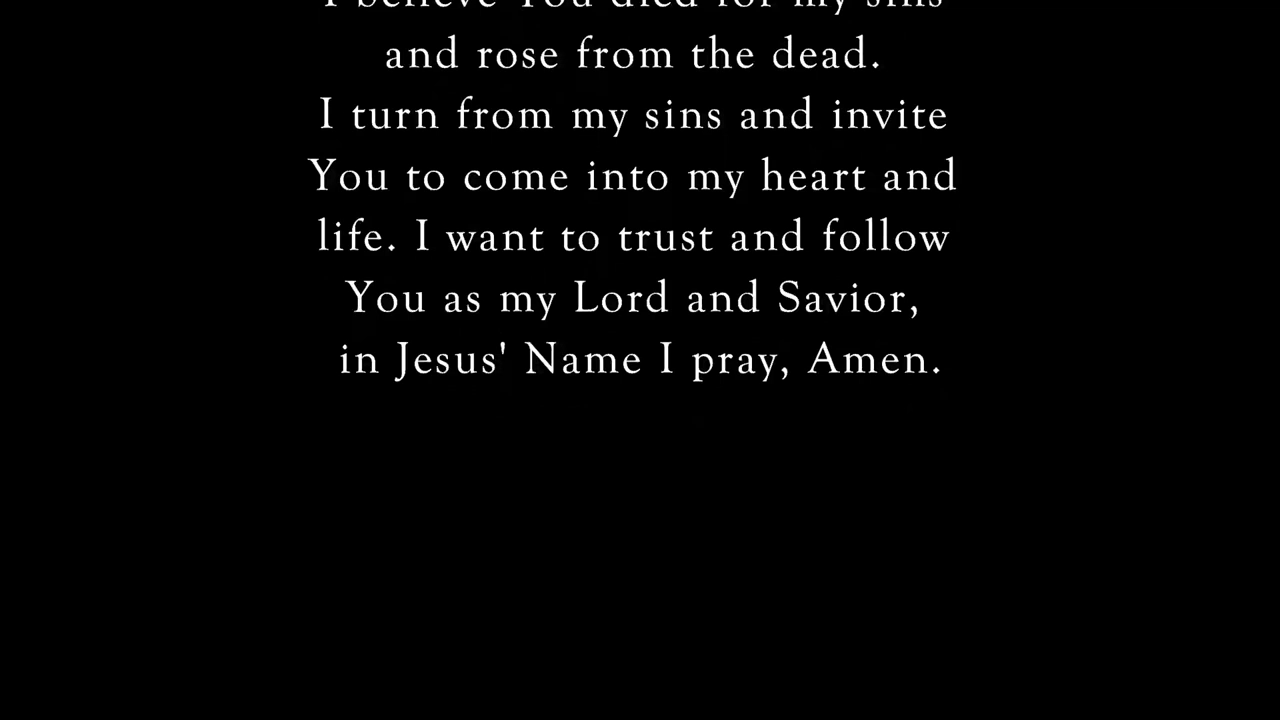 I believe You died for my sins
and rose from the dead.
I turn from my sins and invite
You to come into my heart and
life. I want to trust and follow
You as my Lord and Savior,
in Jesus' Name I pray, Amen.